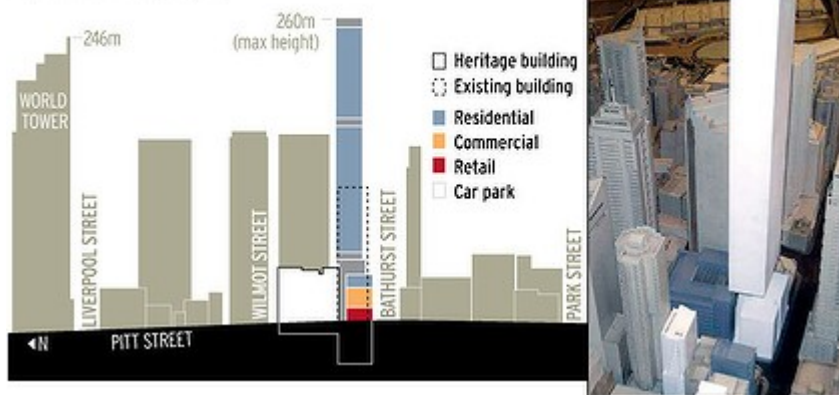 246m
260m
(max height)
WORLD
TOWER
Heritage building
Existing building
Residential
Commercial
Retail
Car park
LIVERPOOL STREET
WILMOT STREET
BATHURST STREET
PARK STREET
N
PITT STREET